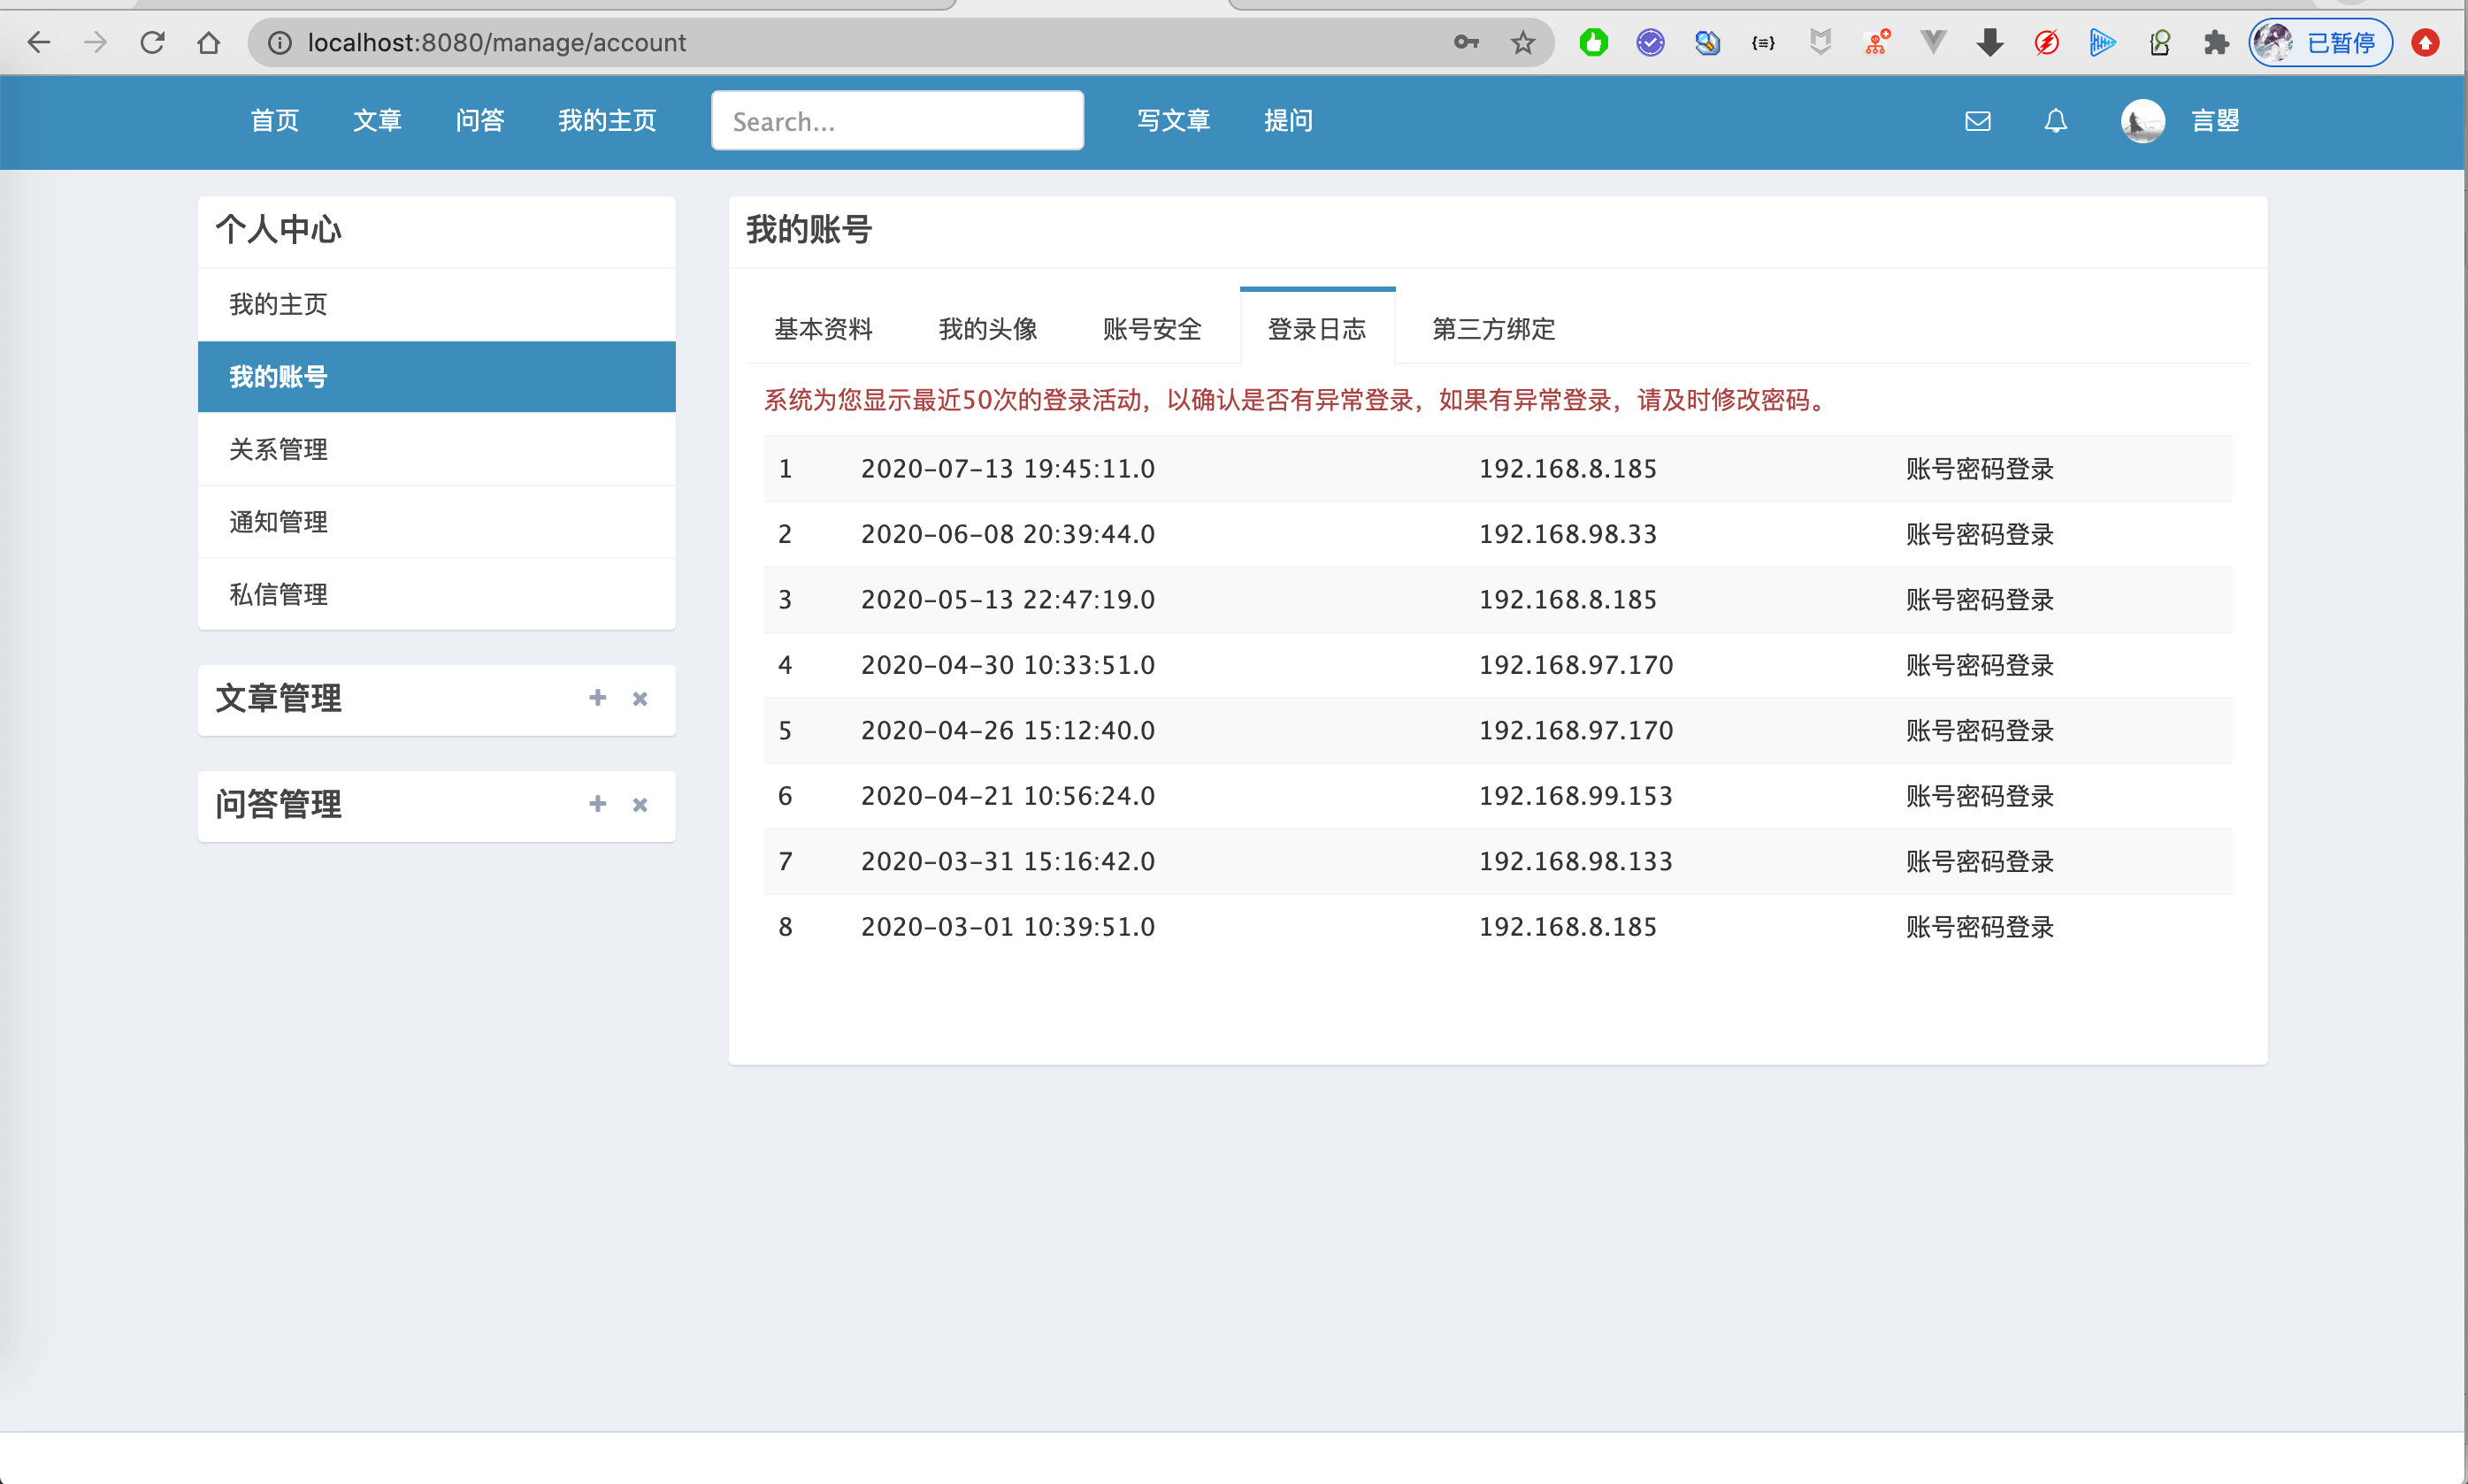 localhost:8080/manage/account
已暂停
首页 文章 问答 我的主页 Search... 写文章 提问 言曌
个人中心
我的主页
我的账号
关系管理
通知管理
私信管理
文章管理
问答管理
我的账号
基本资料 我的头像 账号安全 登录日志 第三方绑定
系统为您显示最近50次的登录活动，以确认是否有异常登录，如果有异常登录，请及时修改密码。
1 2020-07-13 19:45:11.0 192.168.8.185 账号密码登录
2 2020-06-08 20:39:44.0 192.168.98.33 账号密码登录
3 2020-05-13 22:47:19.0 192.168.8.185 账号密码登录
4 2020-04-30 10:33:51.0 192.168.97.170 账号密码登录
5 2020-04-26 15:12:40.0 192.168.97.170 账号密码登录
6 2020-04-21 10:56:24.0 192.168.99.153 账号密码登录
7 2020-03-31 15:16:42.0 192.168.98.133 账号密码登录
8 2020-03-01 10:39:51.0 192.168.8.185 账号密码登录